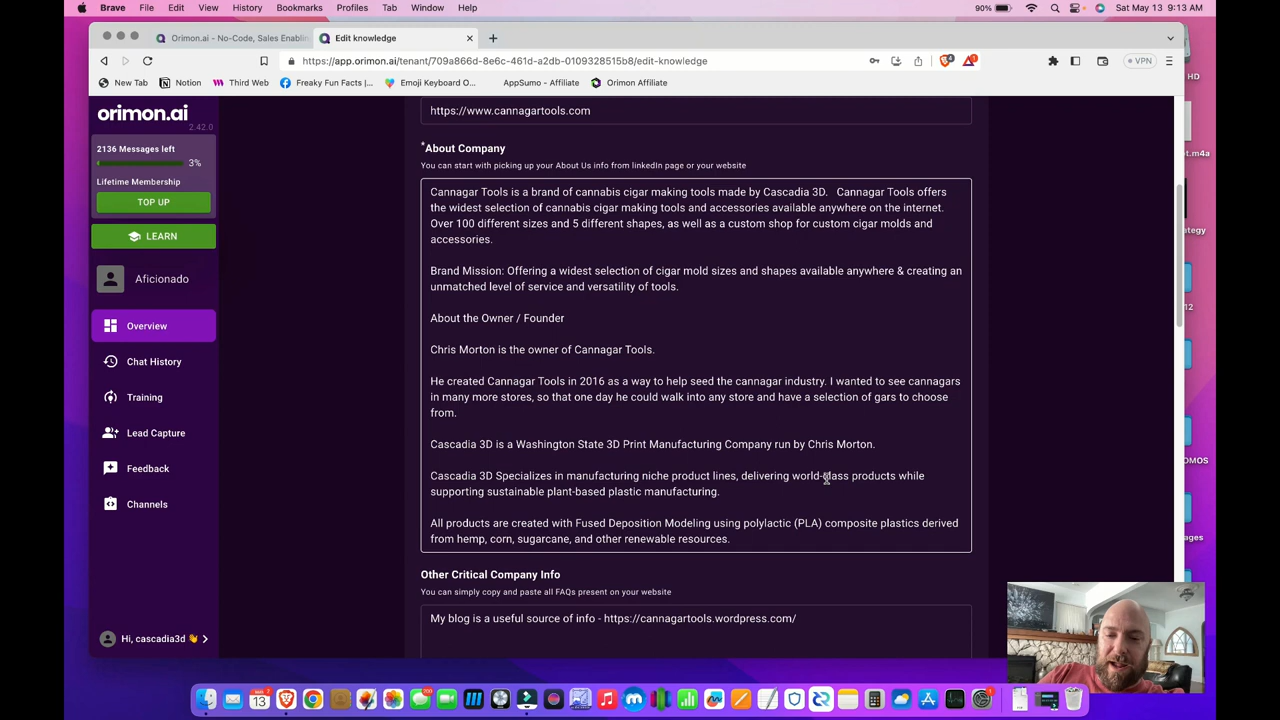 Brave File Edit View History Bookmarks Profiles Tab Window Help 90% Sat May 13 9:13 AM
Orimon.ai - No-Code, Sales Enablin
Edit knowledge
https://app.orimon.ai/tenant/709a866d-8e6c-461d-a2db-0109328515b8/edit-knowledge
VPN
New Tab Notion Third Web Freaky Fun Facts |... Emoji Keyboard O... AppSumo - Affiliate Orimon Affiliate
HD
orimon.ai
2.42.0
2136 Messages left
3%
Lifetime Membership
TOP UP
LEARN
Aficionado
Overview
Chat History
Training
Lead Capture
Feedback
Channels
Hi, cascadia3d 👋
https://www.cannagartools.com
*About Company
You can start with picking up your About Us info from linkedIn page or your website
Cannagar Tools is a brand of cannabis cigar making tools made by Cascadia 3D. Cannagar Tools offers
the widest selection of cannabis cigar making tools and accessories available anywhere on the internet.
Over 100 different sizes and 5 different shapes, as well as a custom shop for custom cigar molds and
accessories.
Brand Mission: Offering a widest selection of cigar mold sizes and shapes available anywhere & creating an
unmatched level of service and versatility of tools.
About the Owner / Founder
Chris Morton is the owner of Cannagar Tools.
He created Cannagar Tools in 2016 as a way to help seed the cannagar industry. I wanted to see cannagars
in many more stores, so that one day he could walk into any store and have a selection of gars to choose
from.
Cascadia 3D is a Washington State 3D Print Manufacturing Company run by Chris Morton.
Cascadia 3D Specializes in manufacturing niche product lines, delivering world-class products while
supporting sustainable plant-based plastic manufacturing.
All products are created with Fused Deposition Modeling using polylactic (PLA) composite plastics derived
from hemp, corn, sugarcane, and other renewable resources.
Other Critical Company Info
You can simply copy and paste all FAQs present on your website
My blog is a useful source of info - https://cannagartools.wordpress.com/
ot.m4a
ategy
12
OMOS
ages
13